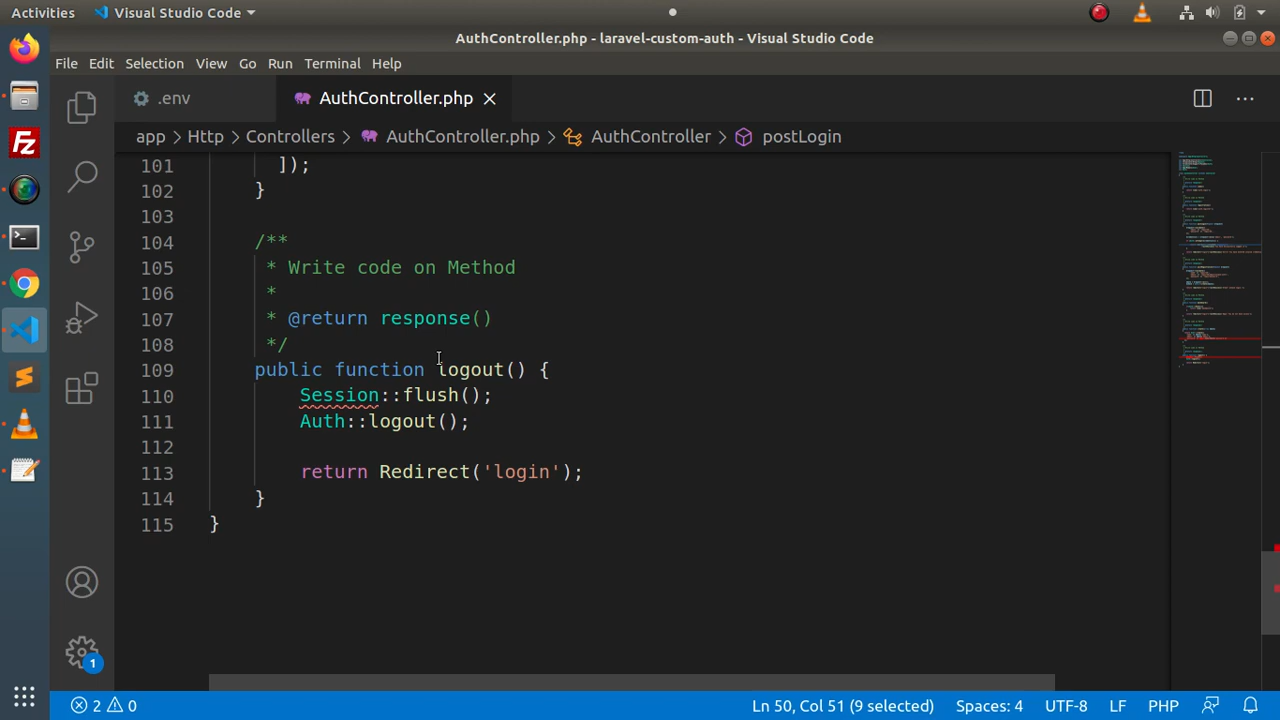 Activities
Visual Studio Code
AuthController.php - laravel-custom-auth - Visual Studio Code
File Edit Selection View Go Run Terminal Help
.env
AuthController.php
app > Http > Controllers > AuthController.php > AuthController > postLogin
101 ]);
102 }
103
104 /**
105 * Write code on Method
106 *
107 * @return response()
108 */
109 public function logout() {
110 Session::flush();
111 Auth::logout();
112
113 return Redirect('login');
114 }
115 }
1
2 0 Ln 50, Col 51 (9 selected) Spaces: 4 UTF-8 LF PHP